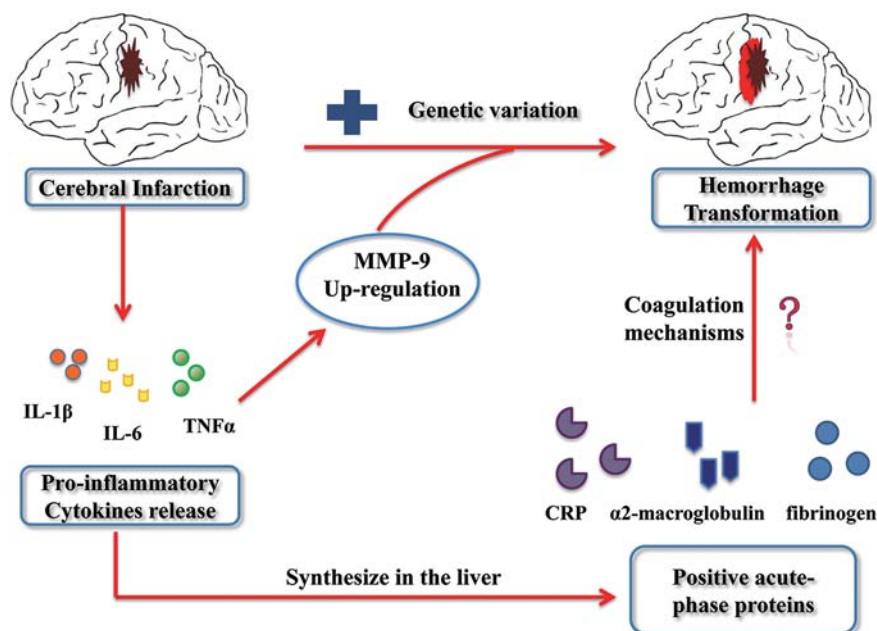 Genetic variation
Cerebral Infarction
Hemorrhage
Transformation
MMP-9
Up-regulation
Coagulation
mechanisms
?
IL-1β
IL-6
TNFα
Pro-inflammatory
Cytokines release
CRP
α2-macroglobulin
fibrinogen
Synthesize in the liver
Positive acute-
phase proteins